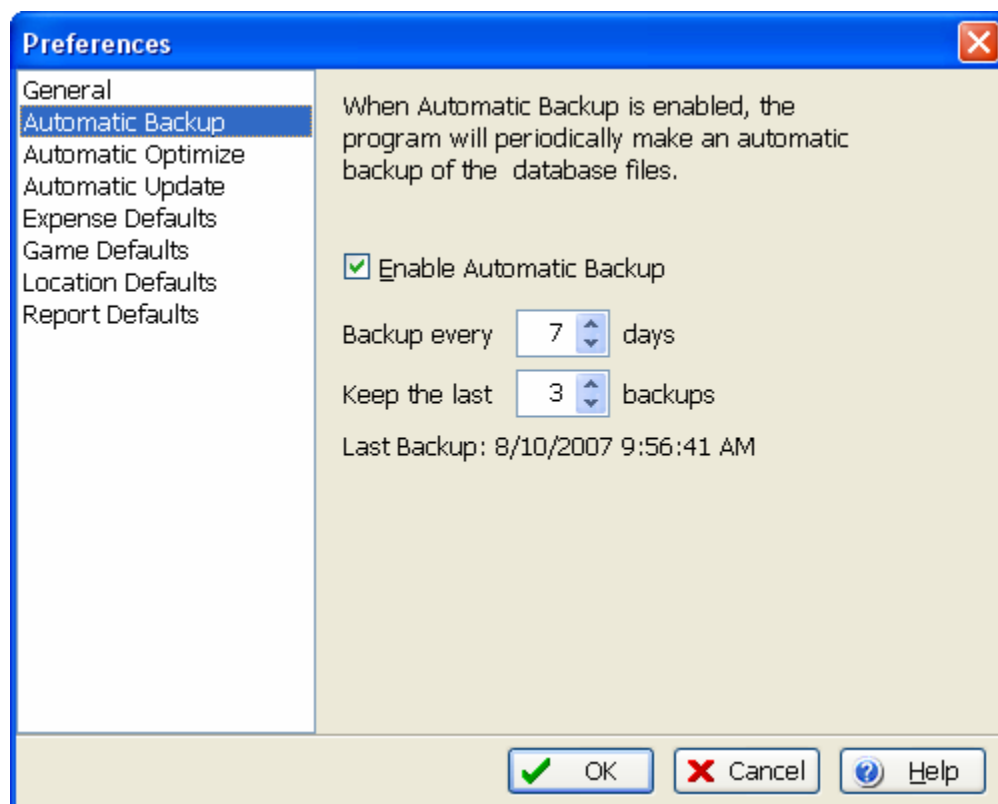 Preferences
General
Automatic Backup
Automatic Optimize
Automatic Update
Expense Defaults
Game Defaults
Location Defaults
Report Defaults
When Automatic Backup is enabled, the
program will periodically make an automatic
backup of the  database files.
Enable Automatic Backup
Backup every 7 days
Keep the last 3 backups
Last Backup: 8/10/2007 9:56:41 AM
OK
Cancel
Help